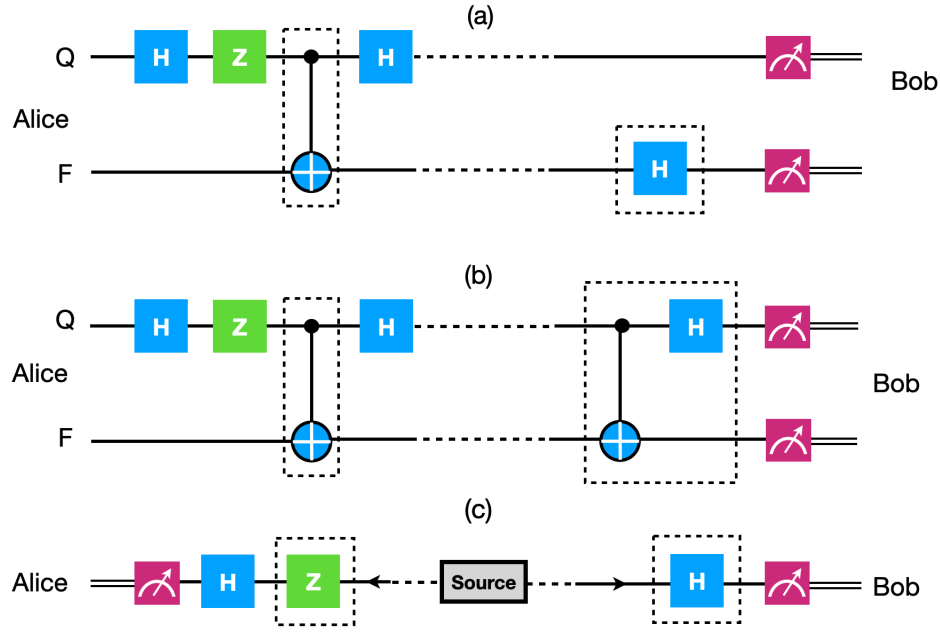 (a)
Q H Z H
Alice Bob
F H
(b)
Q H Z H H
Alice Bob
F
(c)
Alice H Z Source H Bob